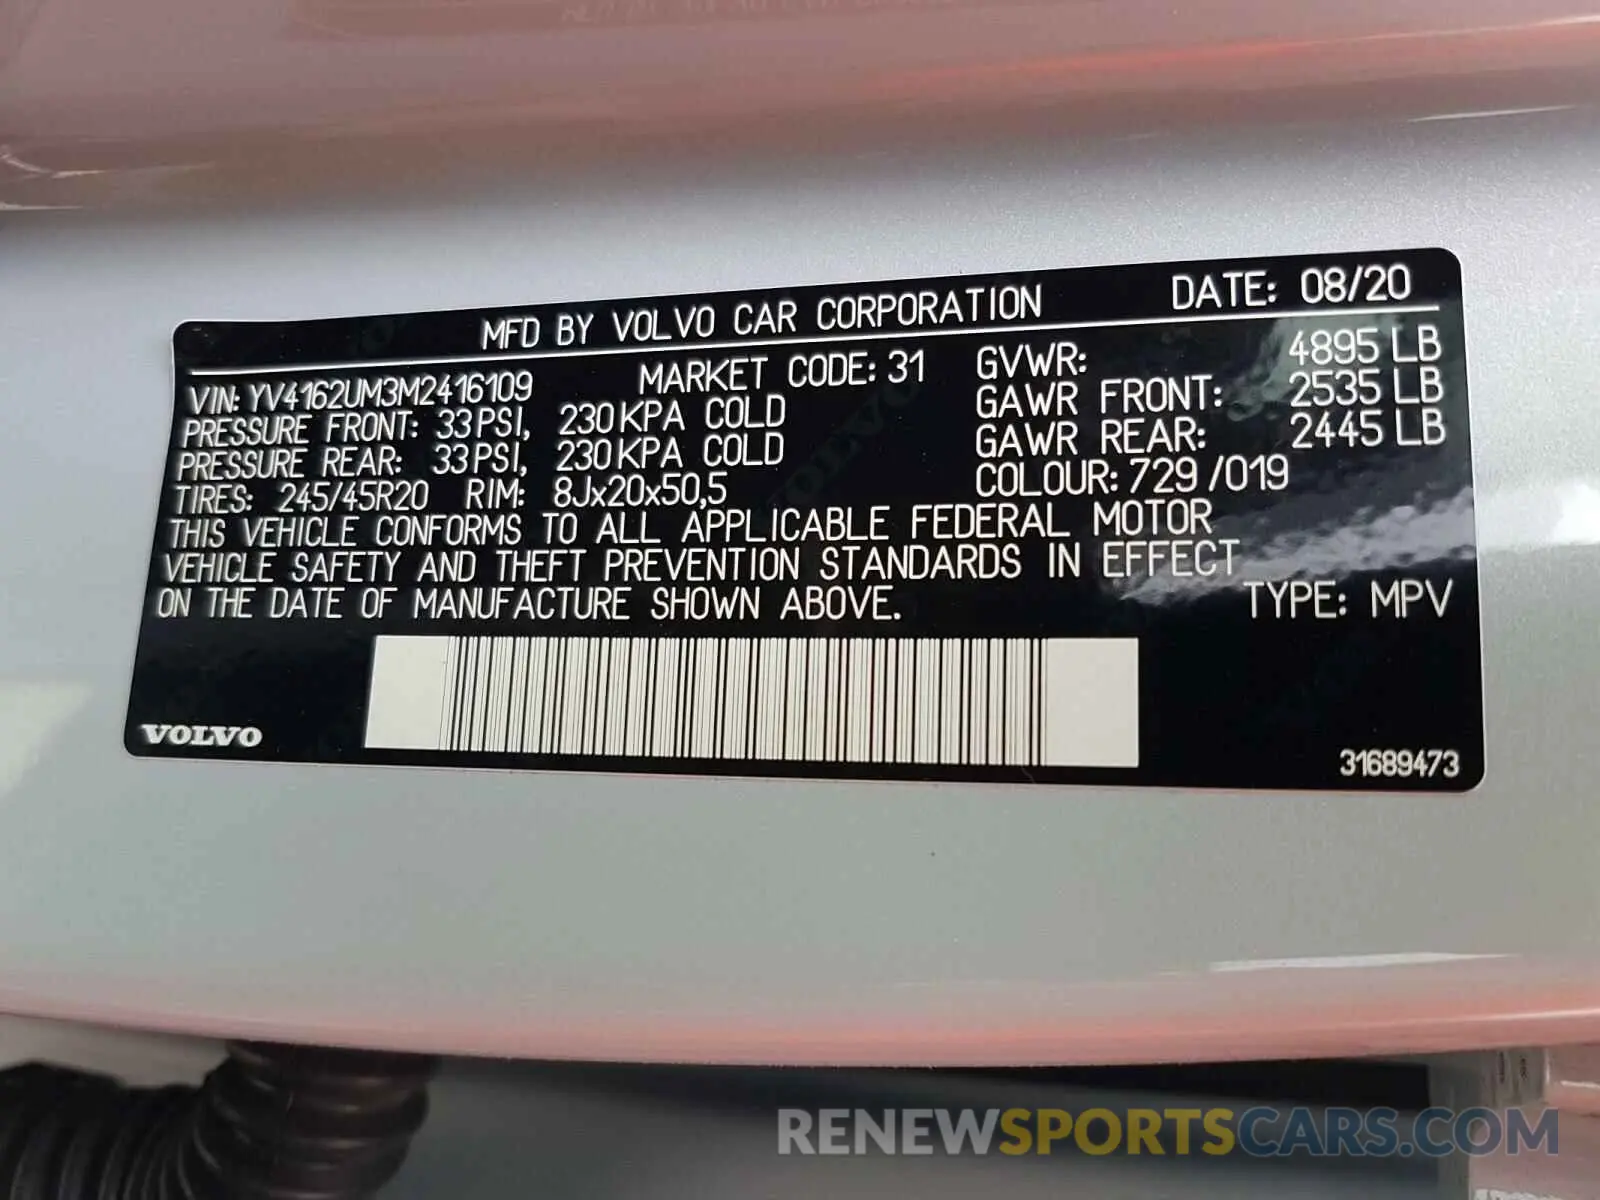 MFD BY VOLVO CAR CORPORATION DATE: 08/20
VIN: YV4162UM3M2416109 MARKET CODE: 31 GVWR: 4895 LB
PRESSURE FRONT: 33 PSI, 230 KPA COLD GAWR FRONT: 2535 LB
PRESSURE REAR: 33 PSI, 230 KPA COLD GAWR REAR: 2445 LB
TIRES: 245/45R20 RIM: 8Jx20x50,5 COLOUR: 729 /019
THIS VEHICLE CONFORMS TO ALL APPLICABLE FEDERAL MOTOR
VEHICLE SAFETY AND THEFT PREVENTION STANDARDS IN EFFECT
ON THE DATE OF MANUFACTURE SHOWN ABOVE. TYPE: MPV
VOLVO
31689473
RENEWSPORTSCARS.COM